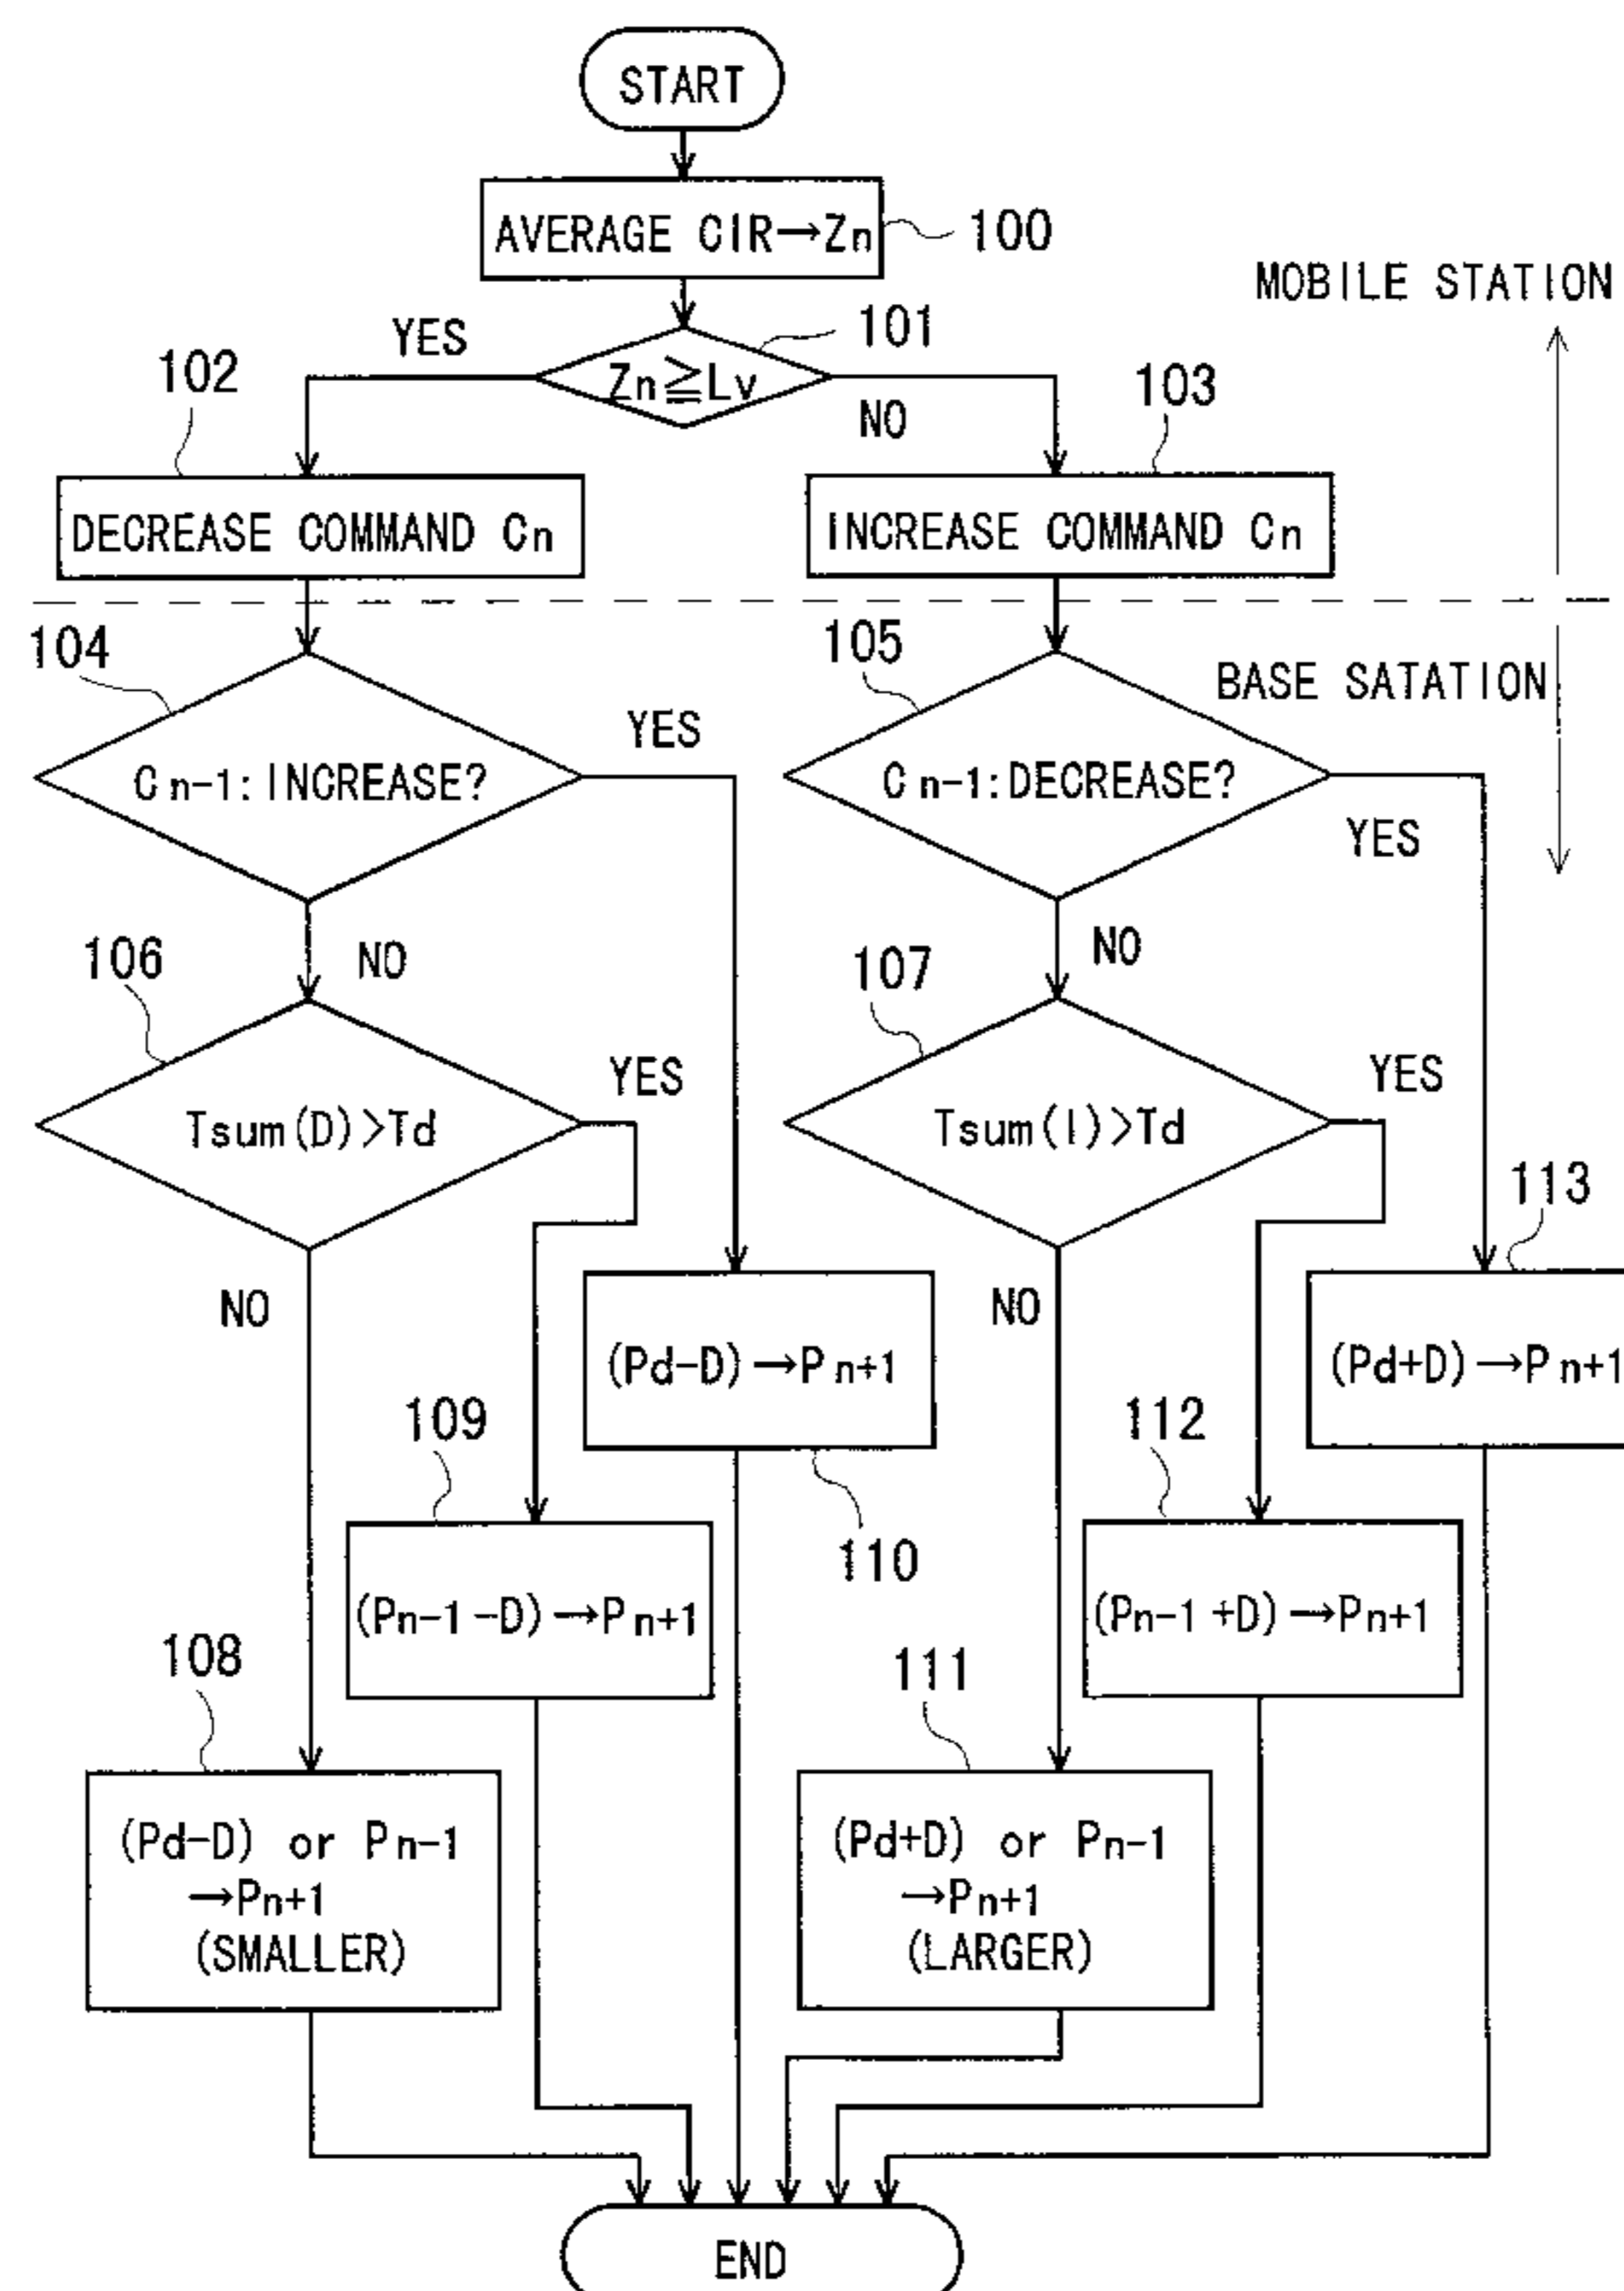 START
AVERAGE CIR→Zn
100
MOBILE STATION
101
YES
Zn≧Lv
NO
102
103
DECREASE COMMAND Cn
INCREASE COMMAND Cn
104
105
BASE SATATION
Cn-1:INCREASE?
YES
Cn-1:DECREASE?
YES
NO
NO
106
107
Tsum(D)>Td
YES
Tsum(I)>Td
YES
113
NO
NO
(Pd-D)→Pn+1
(Pd+D)→Pn+1
109
110
112
(Pn-1-D)→Pn+1
(Pn-1+D)→Pn+1
108
111
(Pd-D) or Pn-1
→Pn+1
(SMALLER)
(Pd+D) or Pn-1
→Pn+1
(LARGER)
END